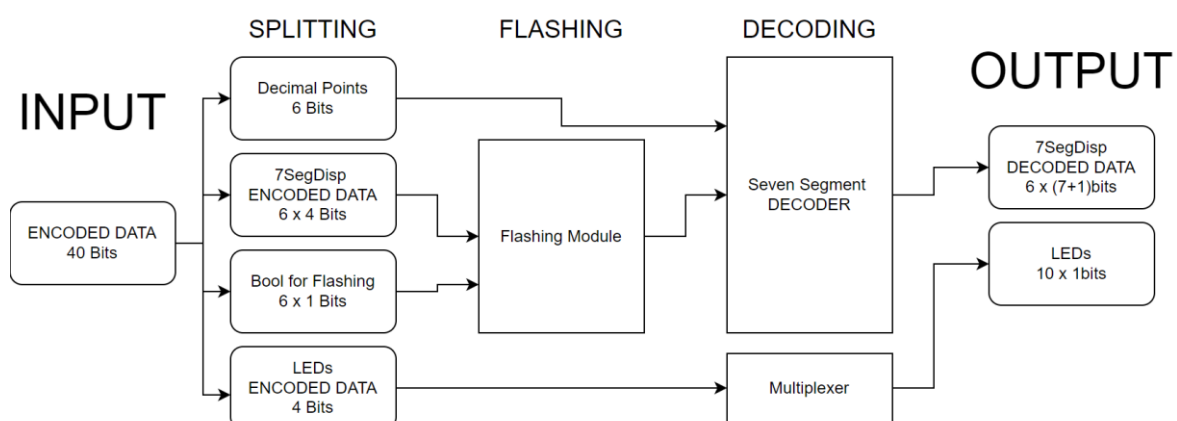 SPLITTING
FLASHING
DECODING
INPUT
OUTPUT
ENCODED DATA
40 Bits
Decimal Points
6 Bits
7SegDisp
ENCODED DATA
6 x 4 Bits
Bool for Flashing
6 x 1 Bits
LEDs
ENCODED DATA
4 Bits
Flashing Module
Seven Segment
DECODER
Multiplexer
7SegDisp
DECODED DATA
6 x (7+1)bits
LEDs
10 x 1bits